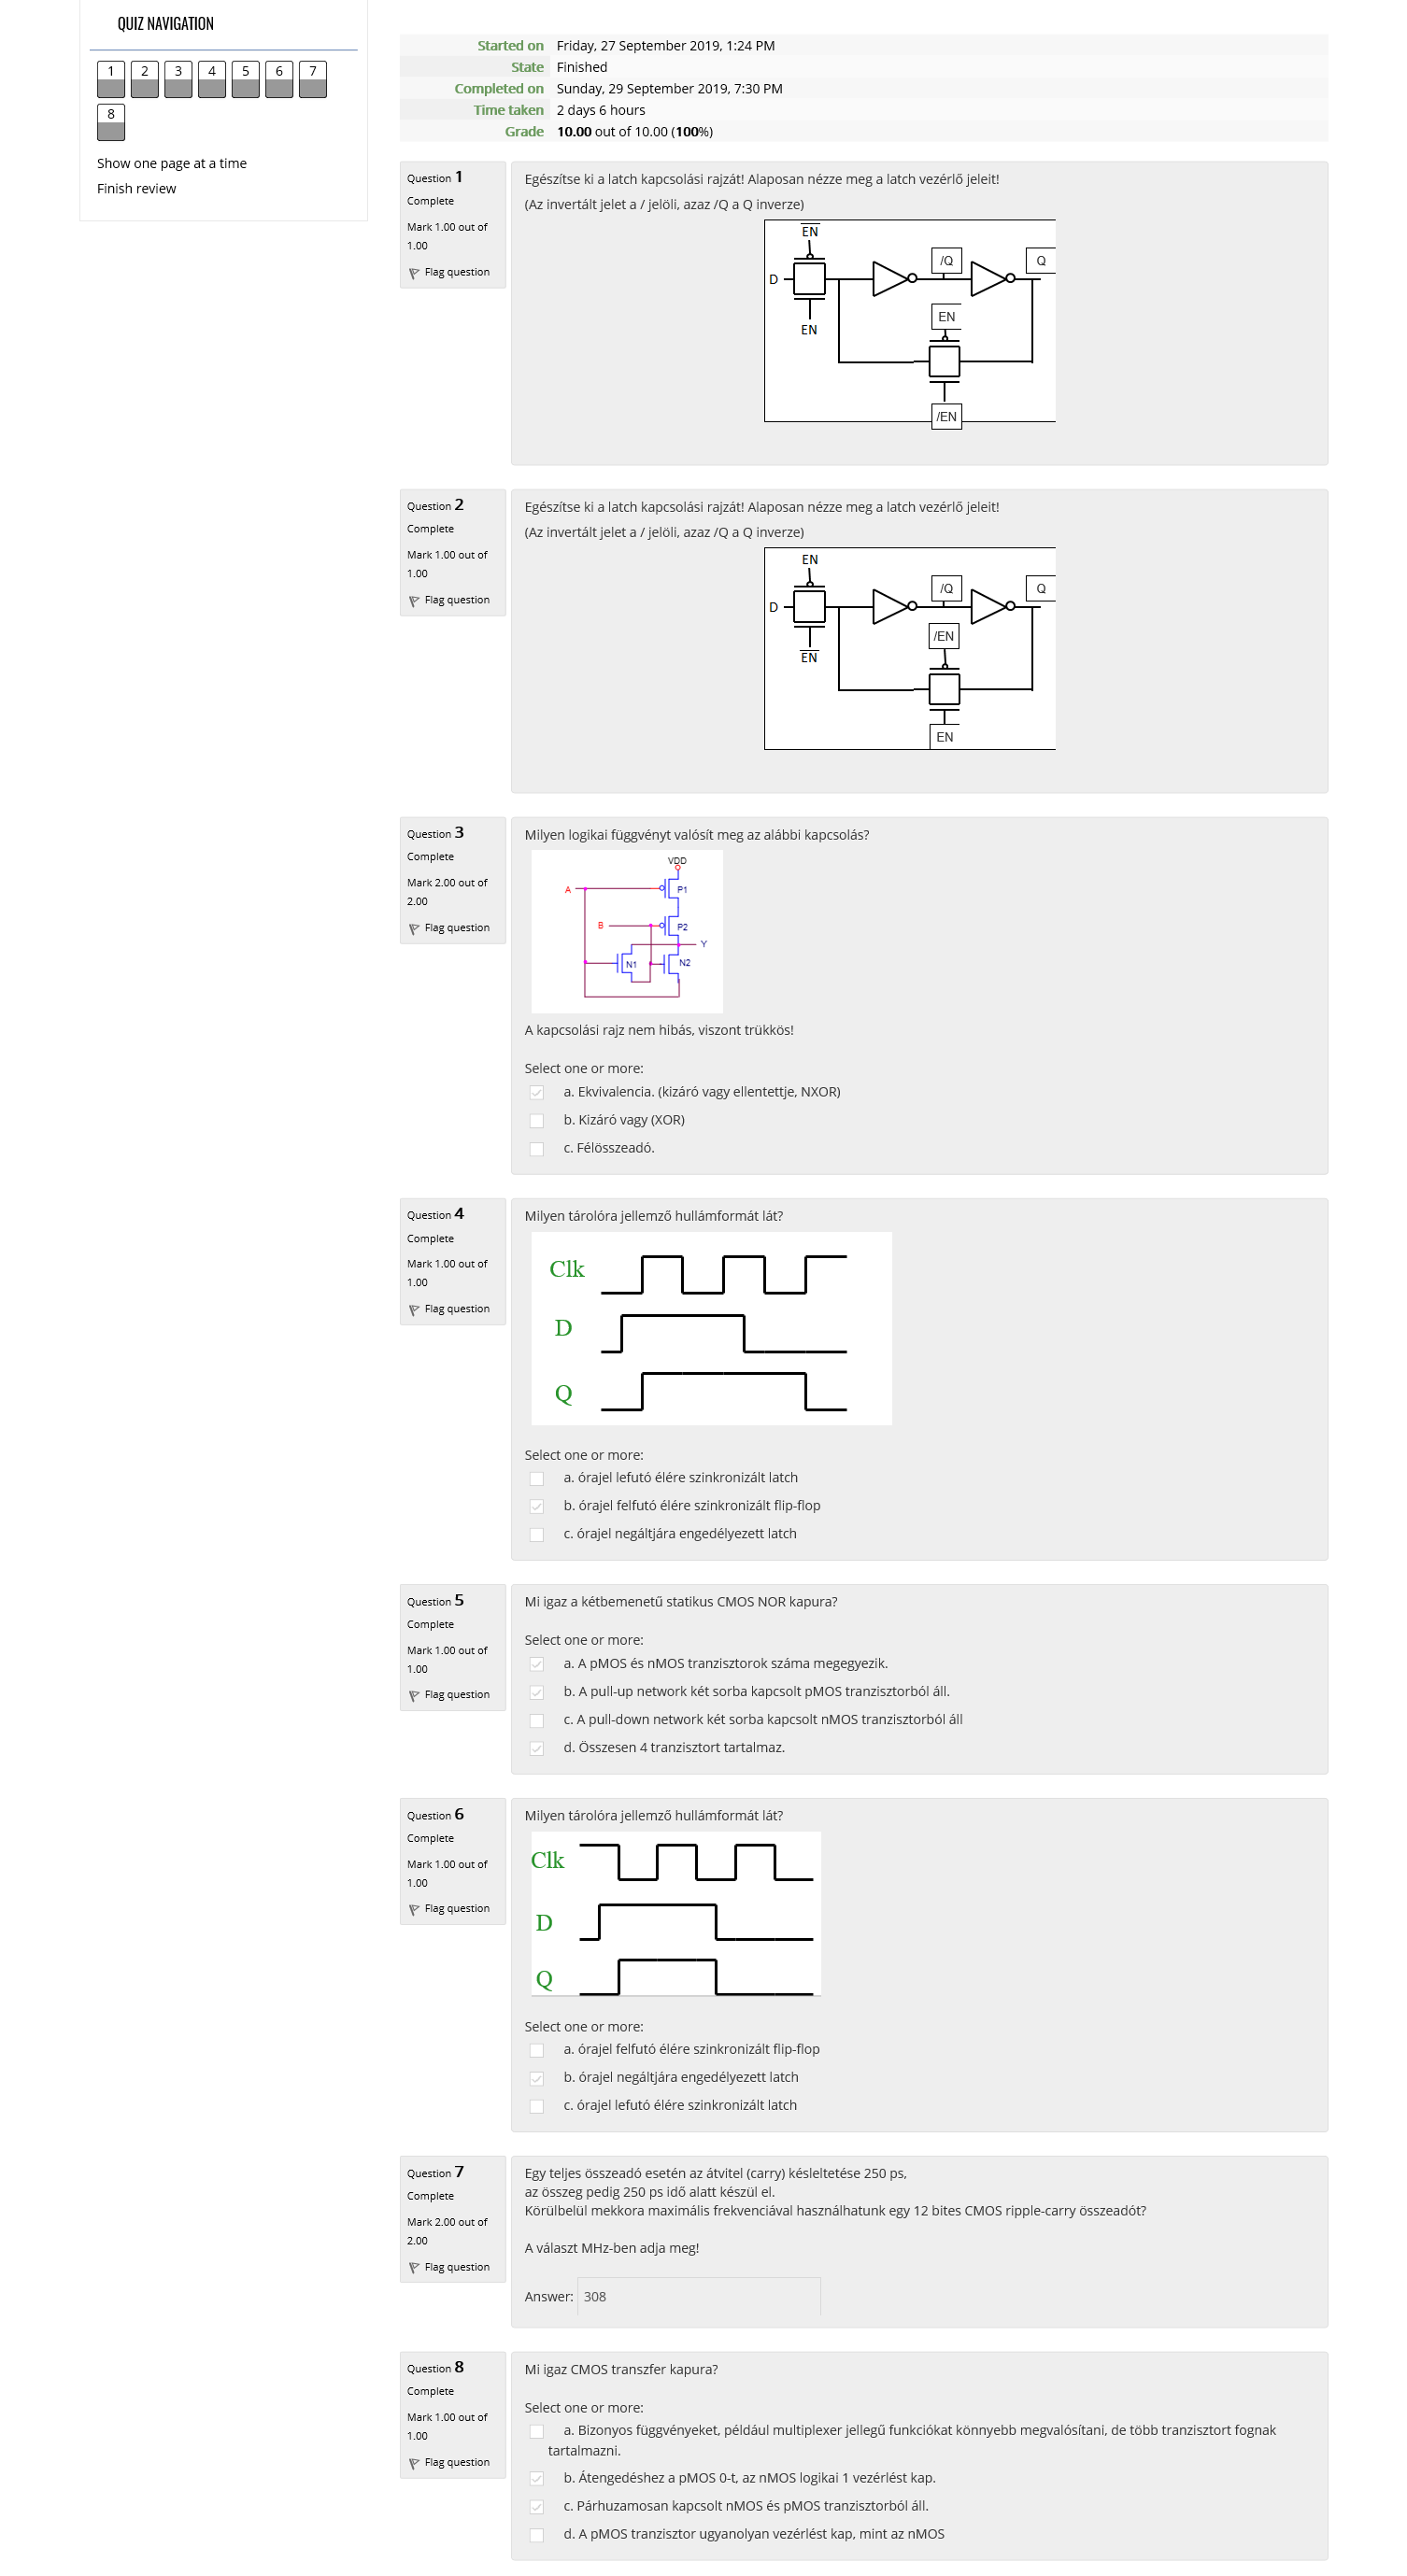 QUIZ NAVIGATION
1 2 3 4 5 6 7
8
Show one page at a time
Finish review
Started on Friday, 27 September 2019, 1:24 PM
State Finished
Completed on Sunday, 29 September 2019, 7:30 PM
Time taken 2 days 6 hours
Grade 10.00 out of 10.00 (100%)
Question 1
Complete
Mark 1.00 out of
1.00
Flag question
Egészítse ki a latch kapcsolási rajzát! Alaposan nézze meg a latch vezérlő jeleit!
(Az invertált jelet a / jelöli, azaz /Q a Q inverze)
EN
/Q Q
D
EN EN
/EN
Question 2
Complete
Mark 1.00 out of
1.00
Flag question
Egészítse ki a latch kapcsolási rajzát! Alaposan nézze meg a latch vezérlő jeleit!
(Az invertált jelet a / jelöli, azaz /Q a Q inverze)
EN
/Q Q
D
/EN
EN
EN
Question 3
Complete
Mark 2.00 out of
2.00
Flag question
Milyen logikai függvényt valósít meg az alábbi kapcsolás?
VDD
A P1
B P2
Y
N1 N2
A kapcsolási rajz nem hibás, viszont trükkös!
Select one or more:
a. Ekvivalencia. (kizáró vagy ellentettje, NXOR)
b. Kizáró vagy (XOR)
c. Félösszeadó.
Question 4
Complete
Mark 1.00 out of
1.00
Flag question
Milyen tárolóra jellemző hullámformát lát?
Clk
D
Q
Select one or more:
a. órajel lefutó élére szinkronizált latch
b. órajel felfutó élére szinkronizált flip-flop
c. órajel negáltjára engedélyezett latch
Question 5
Complete
Mark 1.00 out of
1.00
Flag question
Mi igaz a kétbemenetű statikus CMOS NOR kapura?
Select one or more:
a. A pMOS és nMOS tranzisztorok száma megegyezik.
b. A pull-up network két sorba kapcsolt pMOS tranzisztorból áll.
c. A pull-down network két sorba kapcsolt nMOS tranzisztorból áll
d. Összesen 4 tranzisztort tartalmaz.
Question 6
Complete
Mark 1.00 out of
1.00
Flag question
Milyen tárolóra jellemző hullámformát lát?
Clk
D
Q
Select one or more:
a. órajel felfutó élére szinkronizált flip-flop
b. órajel negáltjára engedélyezett latch
c. órajel lefutó élére szinkronizált latch
Question 7
Complete
Mark 2.00 out of
2.00
Flag question
Egy teljes összeadó esetén az átvitel (carry) késleltetése 250 ps,
az összeg pedig 250 ps idő alatt készül el.
Körülbelül mekkora maximális frekvenciával használhatunk egy 12 bites CMOS ripple-carry összeadót?
A választ MHz-ben adja meg!
Answer: 308
Question 8
Complete
Mark 1.00 out of
1.00
Flag question
Mi igaz CMOS transzfer kapura?
Select one or more:
a. Bizonyos függvényeket, például multiplexer jellegű funkciókat könnyebb megvalósítani, de több tranzisztort fognak
tartalmazni.
b. Átengedéshez a pMOS 0-t, az nMOS logikai 1 vezérlést kap.
c. Párhuzamosan kapcsolt nMOS és pMOS tranzisztorból áll.
d. A pMOS tranzisztor ugyanolyan vezérlést kap, mint az nMOS